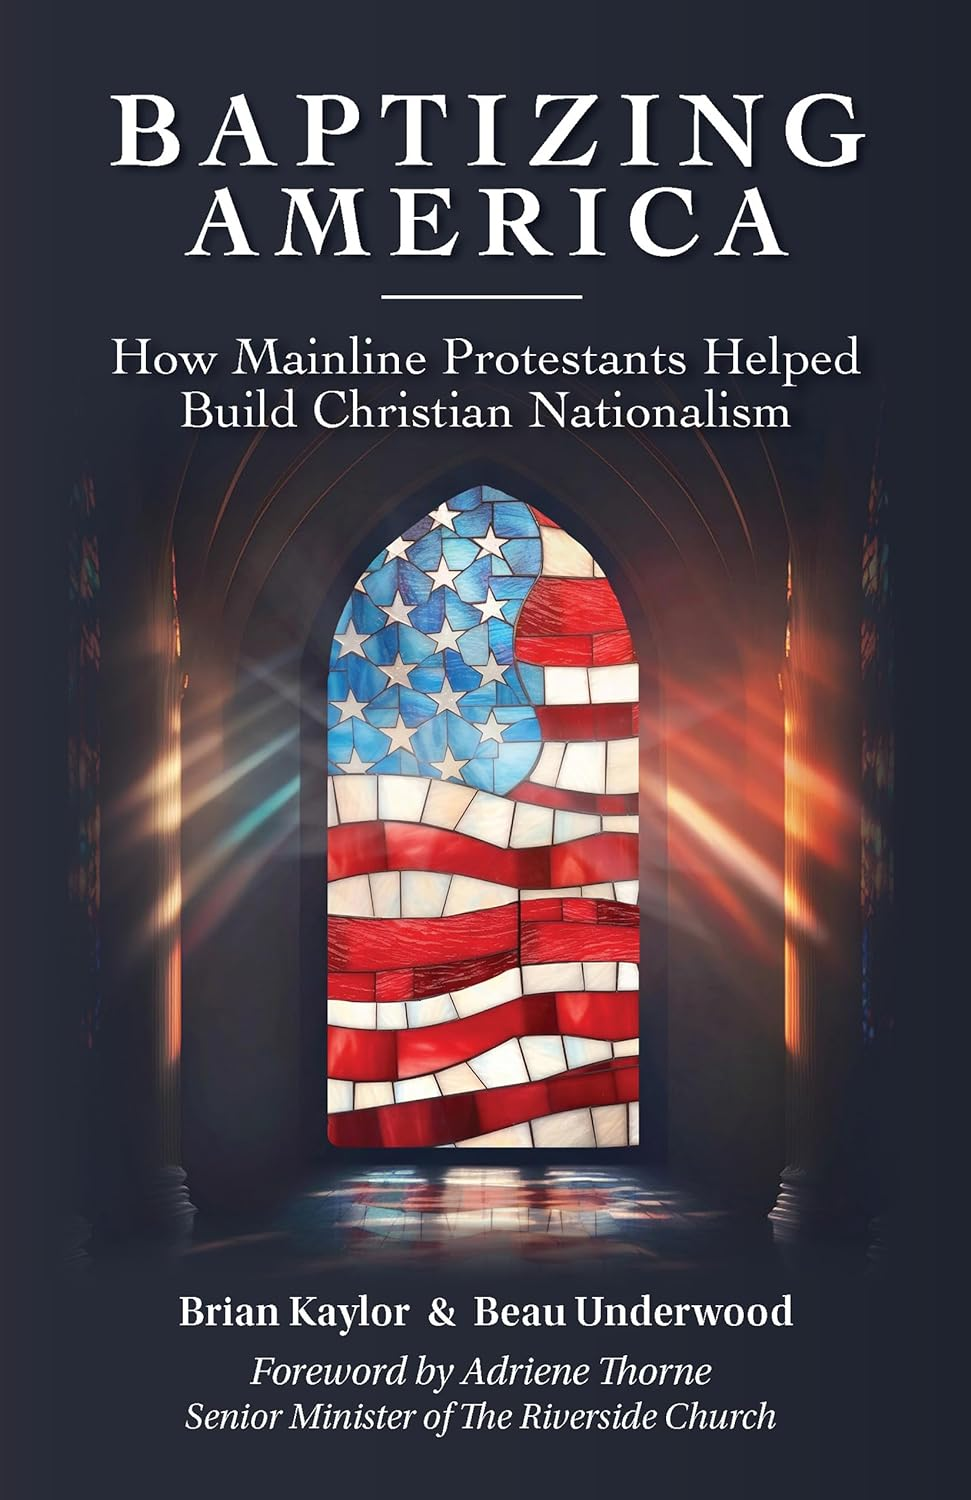 BAPTIZING
AMERICA
How Mainline Protestants Helped
Build Christian Nationalism
Brian Kaylor & Beau Underwood
Foreword by Adriene Thorne
Senior Minister of The Riverside Church